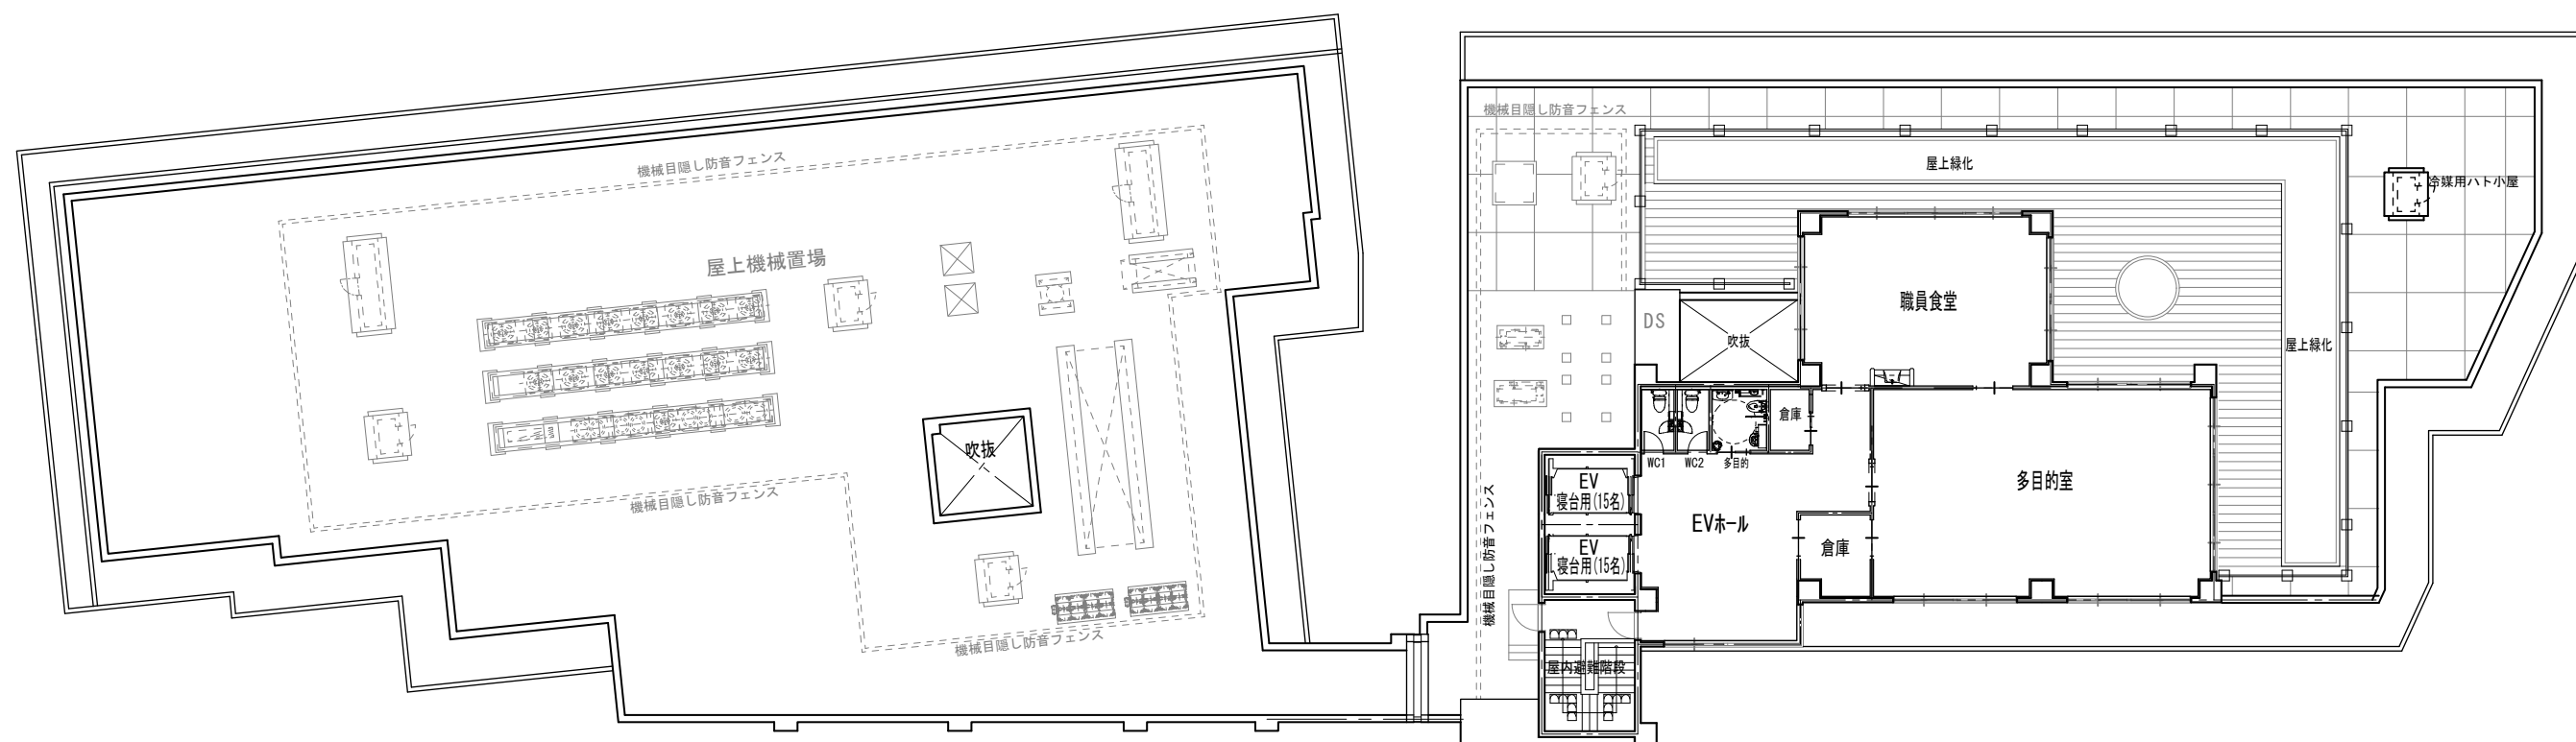 機械目隠し防音フェンス
屋上機械置場
吹抜
機械目隠し防音フェンス
機械目隠し防音フェンス
機械目隠し防音フェンス
屋上緑化
冷媒用ハト小屋
職員食堂
DS
吹抜
屋上緑化
倉庫
WC1
WC2
多目的
EV
寝台用(15名)
EVホール
多目的室
EV
寝台用(15名)
倉庫
機械目隠し防音フェンス
屋内避難階段